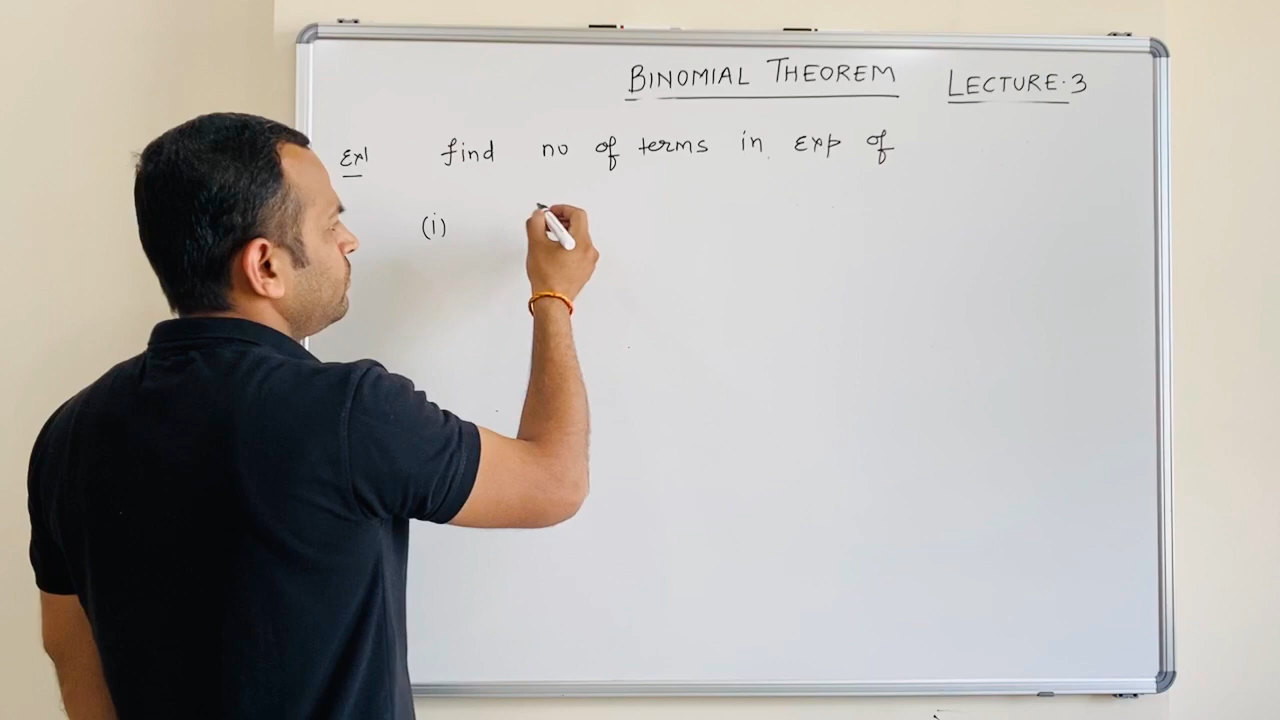 BINOMIAL THEOREM LECTURE.3
Ex1 find no of terms in exp of
(i)